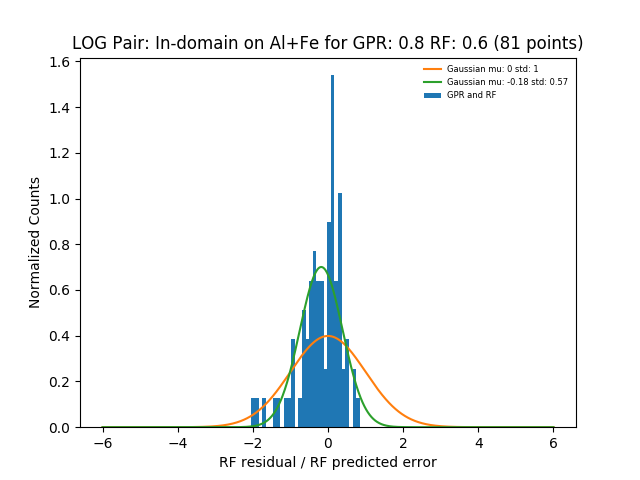 LOG Pair: In-domain on Al+Fe for GPR: 0.8 RF: 0.6 (81 points)
Gaussian mu: 0 std: 1
Gaussian mu: -0.18 std: 0.57
GPR and RF
Normalized Counts
1.6
1.4
1.2
1.0
0.8
0.6
0.4
0.2
0.0
−6 −4 −2 0 2 4 6
RF residual / RF predicted error